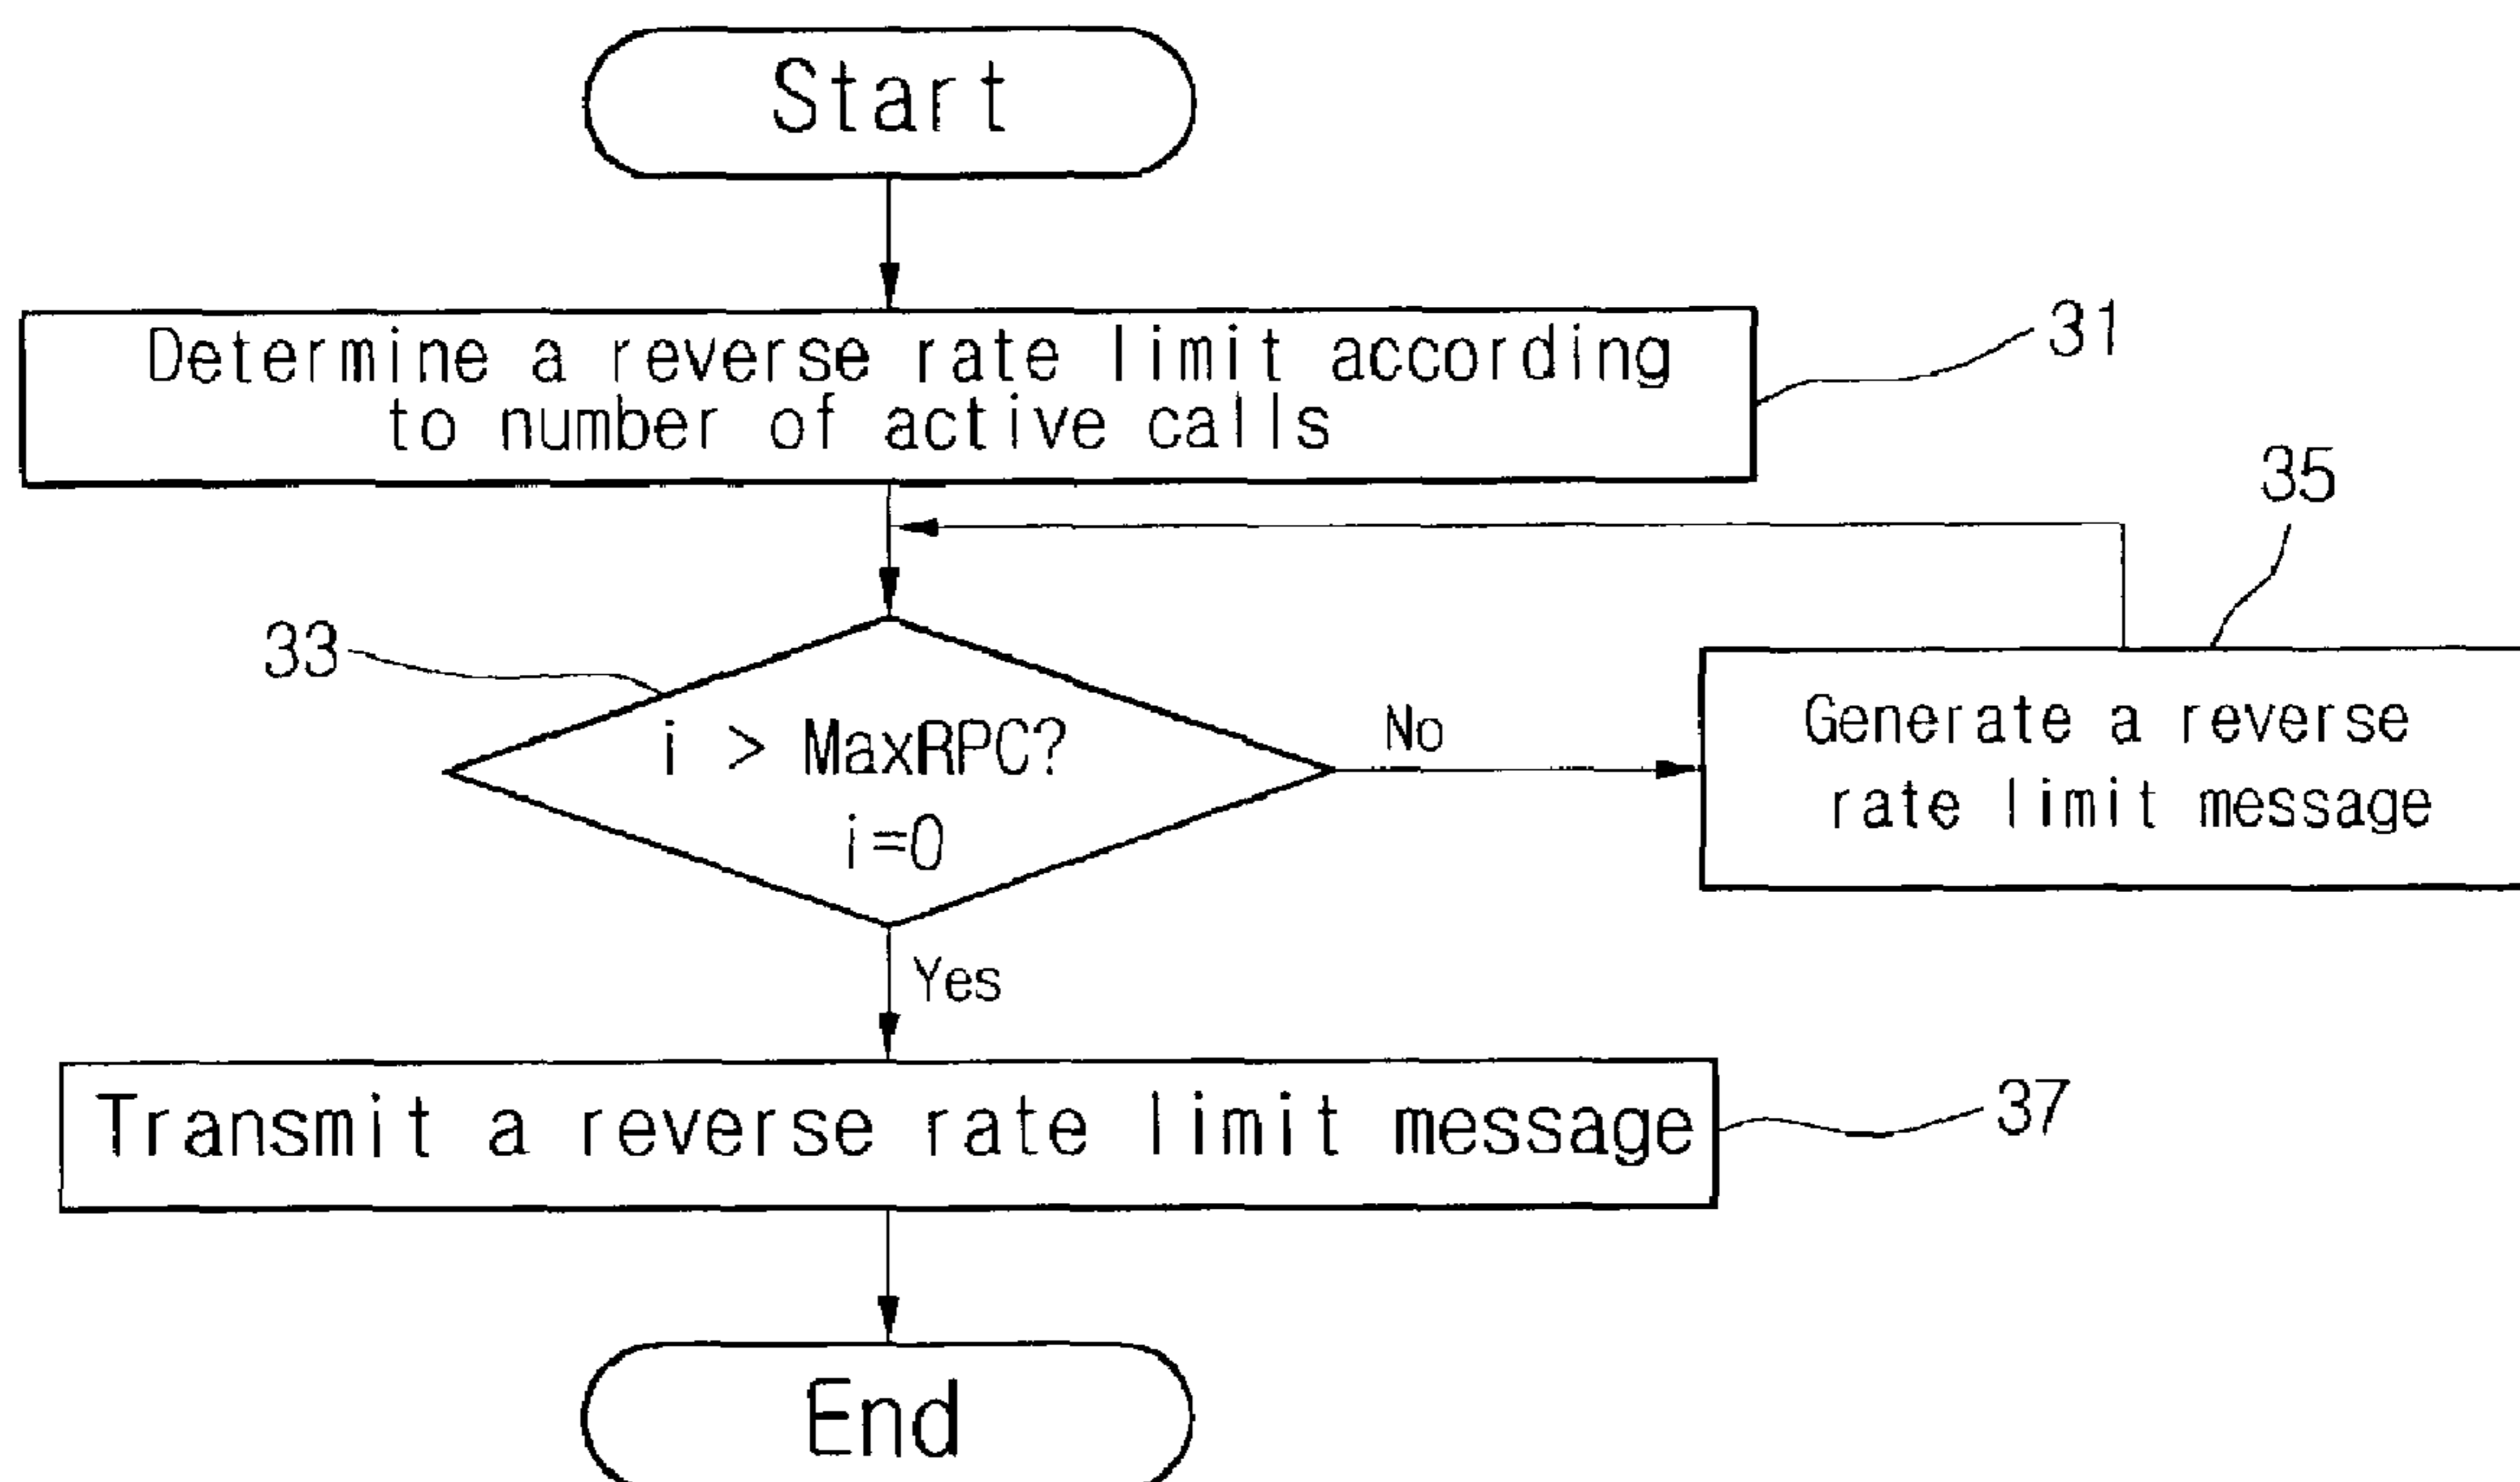 Start
Determine a reverse rate limit according
to number of active calls
31
35
33
i > MaxRPC?
i=0
No
Generate a reverse
rate limit message
Yes
Transmit a reverse rate limit message
37
End